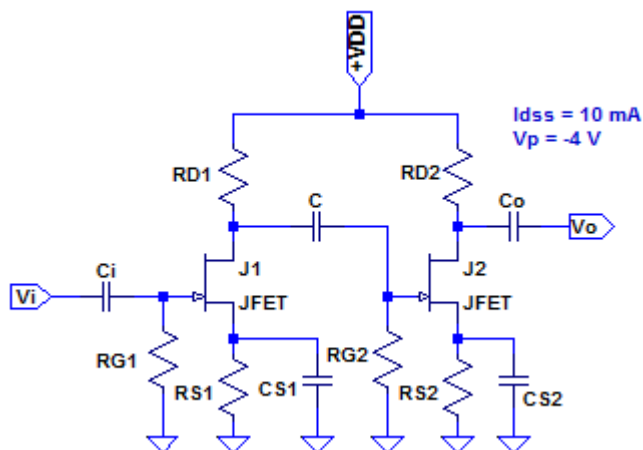 +VDD
Idss = 10 mA
Vp = -4 V
RD1
RD2
C
Co
Vo
J1
J2
Ci
Vi
JFET
JFET
RG1
RG2
RS1
CS1
RS2
CS2